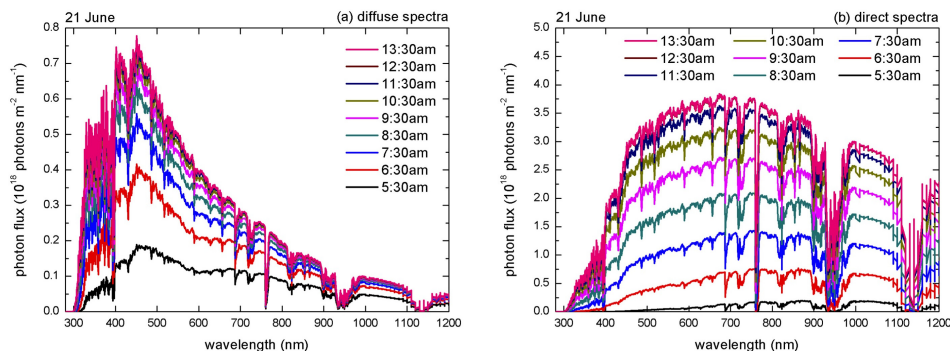 21 June
(a) diffuse spectra
0.8
0.7
0.6
0.5
0.4
0.3
0.2
0.1
0.0
photon flux (10¹⁸ photons m⁻² nm⁻¹)
13:30am
12:30am
11:30am
10:30am
9:30am
8:30am
7:30am
6:30am
5:30am
300 400 500 600 700 800 900 1000 1100 1200
wavelength (nm)
21 June
(b) direct spectra
5.0
4.5
4.0
3.5
3.0
2.5
2.0
1.5
1.0
0.5
0.0
photon flux (10¹⁸ photons m⁻² nm⁻¹)
13:30am 10:30am 7:30am
12:30am 9:30am 6:30am
11:30am 8:30am 5:30am
300 400 500 600 700 800 900 1000 1100 1200
wavelength (nm)